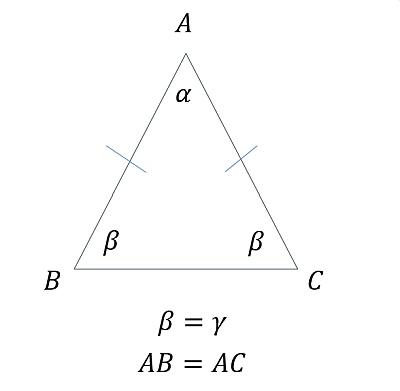 A
α
β β
B C
β = γ
AB = AC